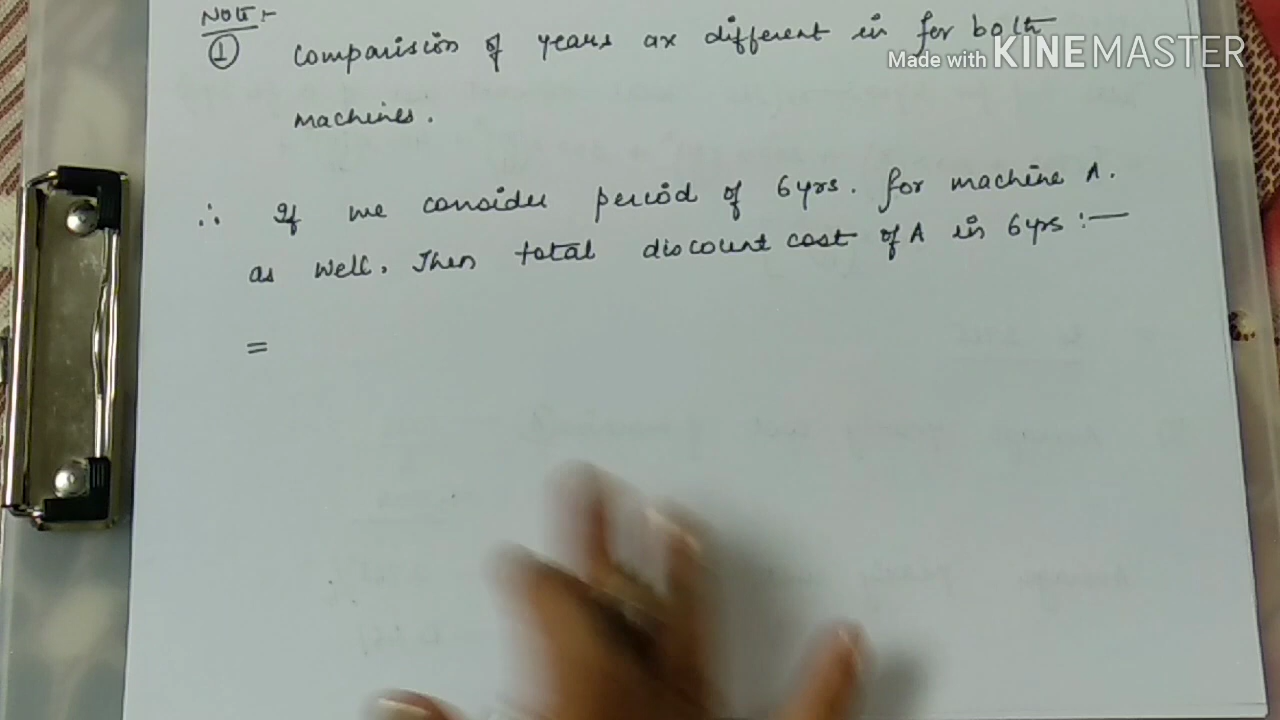 NOTE:-
① Comparision of years ax different in for both
Made with KINEMASTER
machines.
∴ If we consider period of 6yrs. for machine A.
as well. Then total discount cost of A in 6yrs :—
=